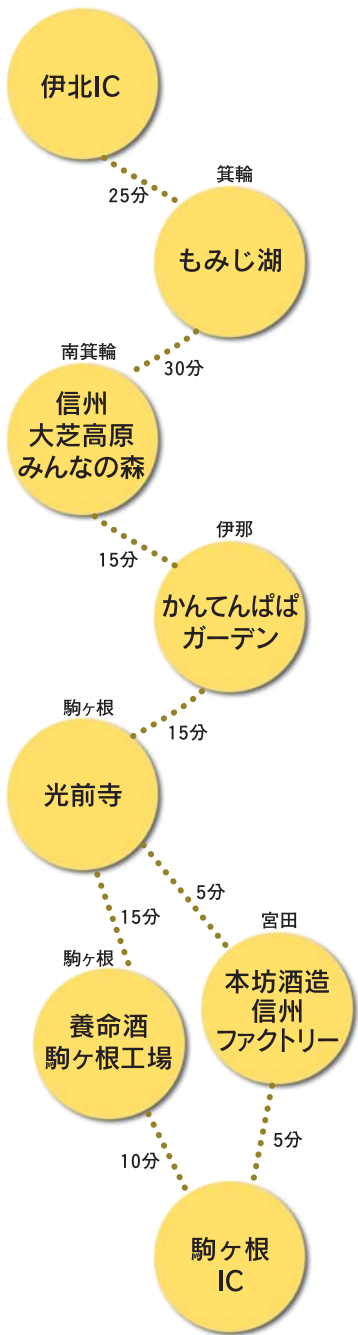 伊北IC
25分
箕輪
もみじ湖
30分
南箕輪
信州
大芝高原
みんなの森
15分
伊那
かんてんぱぱ
ガーデン
15分
駒ヶ根
光前寺
5分
15分
宮田
本坊酒造
信州
ファクトリー
駒ヶ根
養命酒
駒ヶ根工場
5分
10分
駒ヶ根
IC